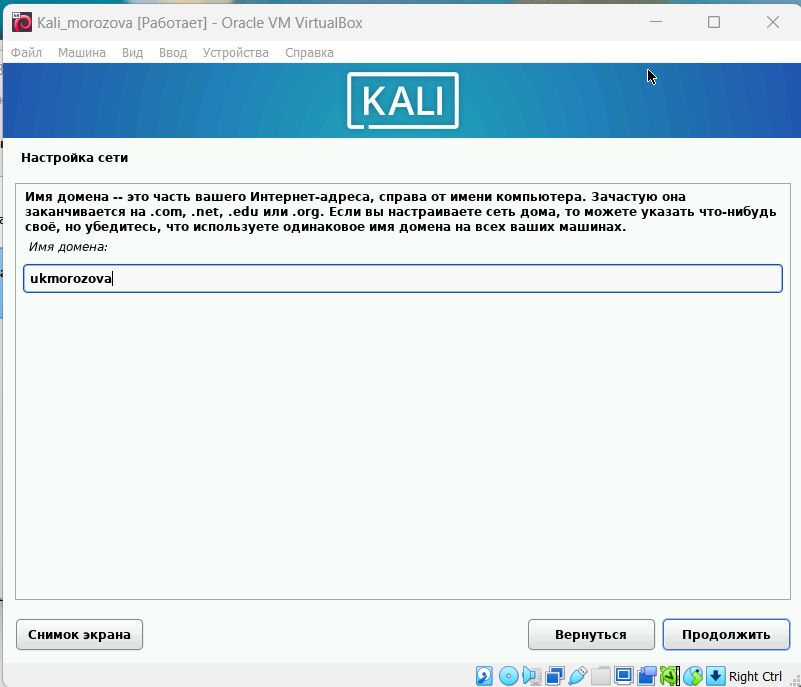 Kali_morozova [Работает] - Oracle VM VirtualBox
Файл Машина Вид Ввод Устройства Справка
KALI
Настройка сети
Имя домена -- это часть вашего Интернет-адреса, справа от имени компьютера. Зачастую она
заканчивается на .com, .net, .edu или .org. Если вы настраиваете сеть дома, то можете указать что-нибудь
своё, но убедитесь, что используете одинаковое имя домена на всех ваших машинах.
Имя домена:
ukmorozova
Снимок экрана Вернуться Продолжить
Right Ctrl